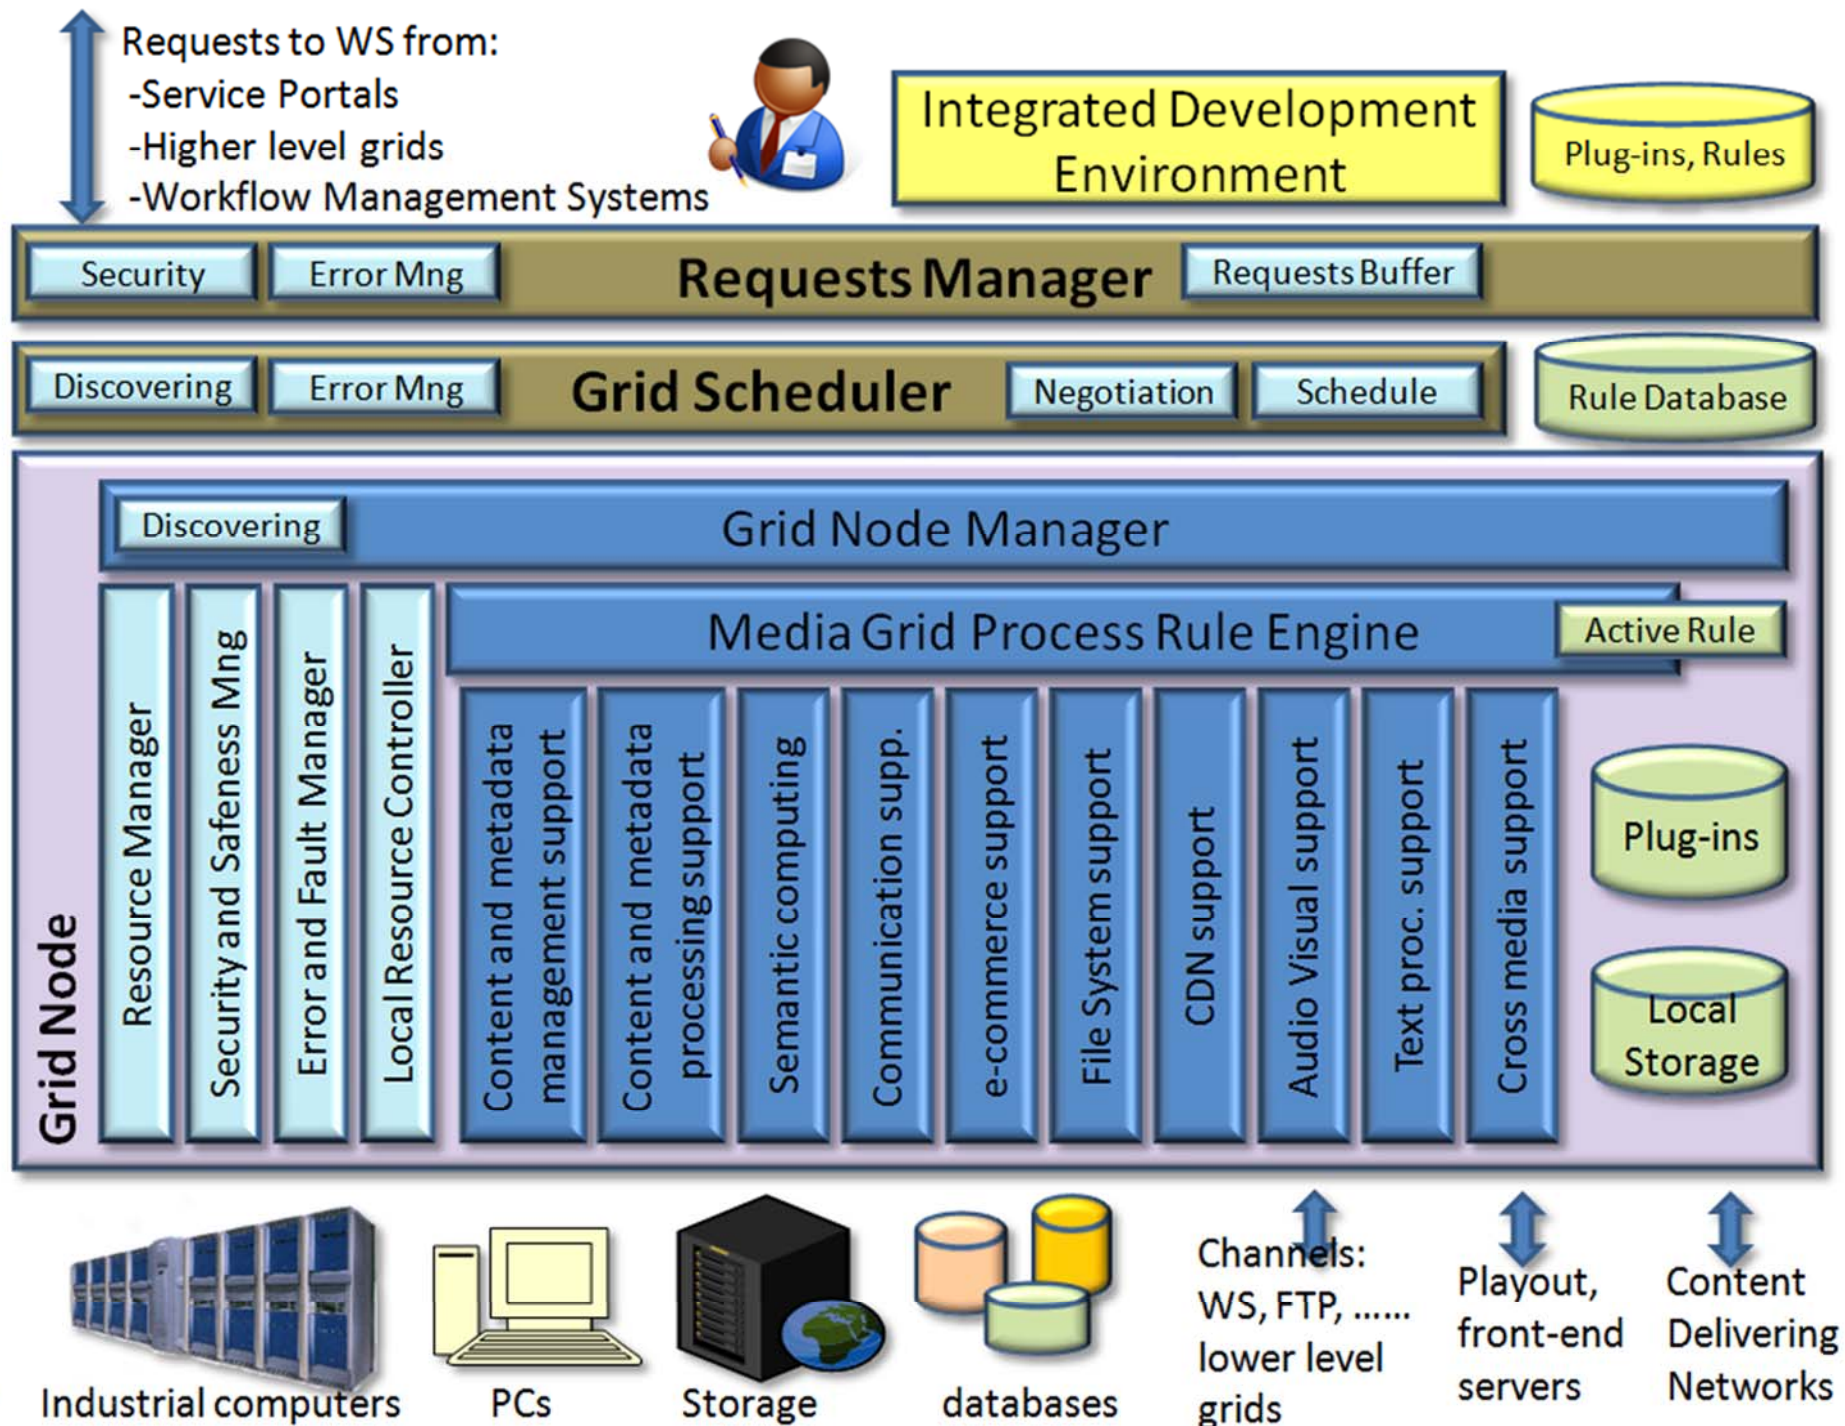 Requests to WS from:
-Service Portals
-Higher level grids
-Workflow Management Systems
Integrated Development
Environment
Plug-ins, Rules
Security
Error Mng
Requests Manager
Requests Buffer
Discovering
Error Mng
Grid Scheduler
Negotiation
Schedule
Rule Database
Grid Node
Discovering
Grid Node Manager
Resource Manager
Security and Safeness Mng
Error and Fault Manager
Local Resource Controller
Media Grid Process Rule Engine
Active Rule
Content and metadata
management support
Content and metadata
processing support
Semantic computing
Communication supp.
e-commerce support
File System support
CDN support
Audio Visual support
Text proc. support
Cross media support
Plug-ins
Local
Storage
Industrial computers
PCs
Storage
databases
Channels:
WS, FTP, ......
lower level
grids
Playout,
front-end
servers
Content
Delivering
Networks